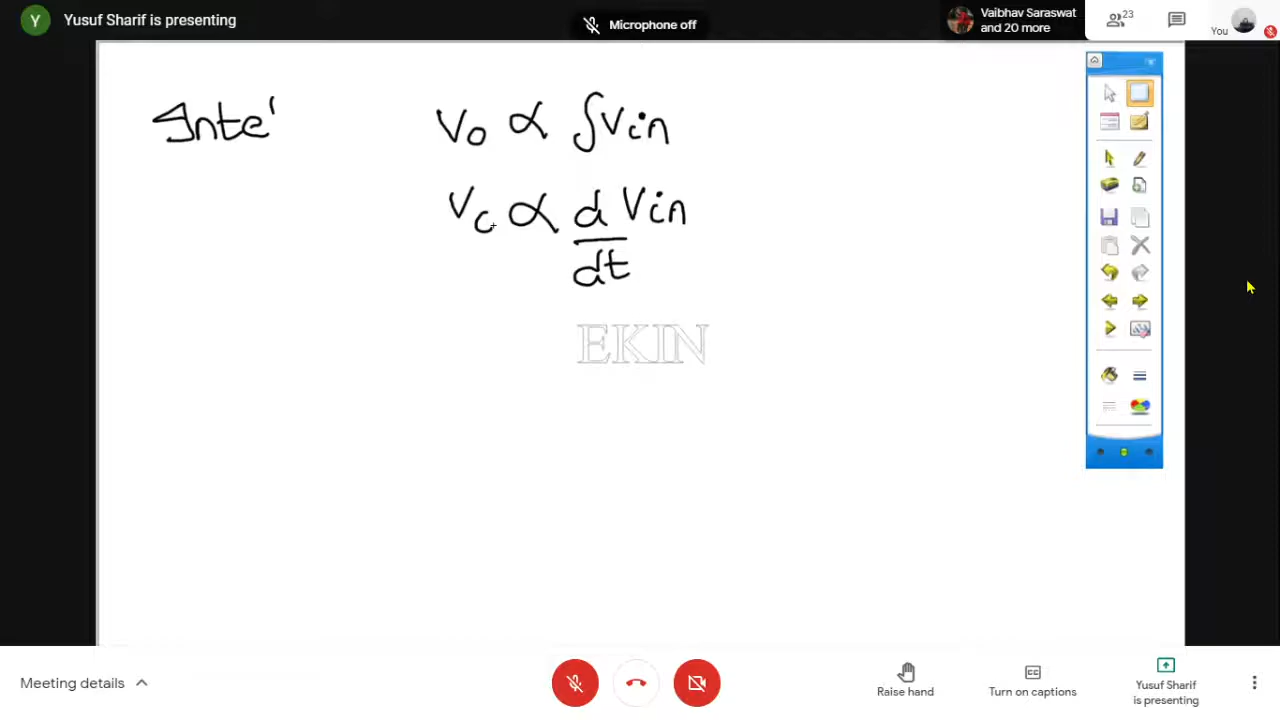 Y Yusuf Sharif is presenting
Microphone off
Vaibhav Saraswat
and 20 more
23
You
Inte'
Vo ∝ ∫Vin
Vc ∝ d/dt Vin
EKIN
Meeting details
Raise hand
CC
Turn on captions
Yusuf Sharif
is presenting